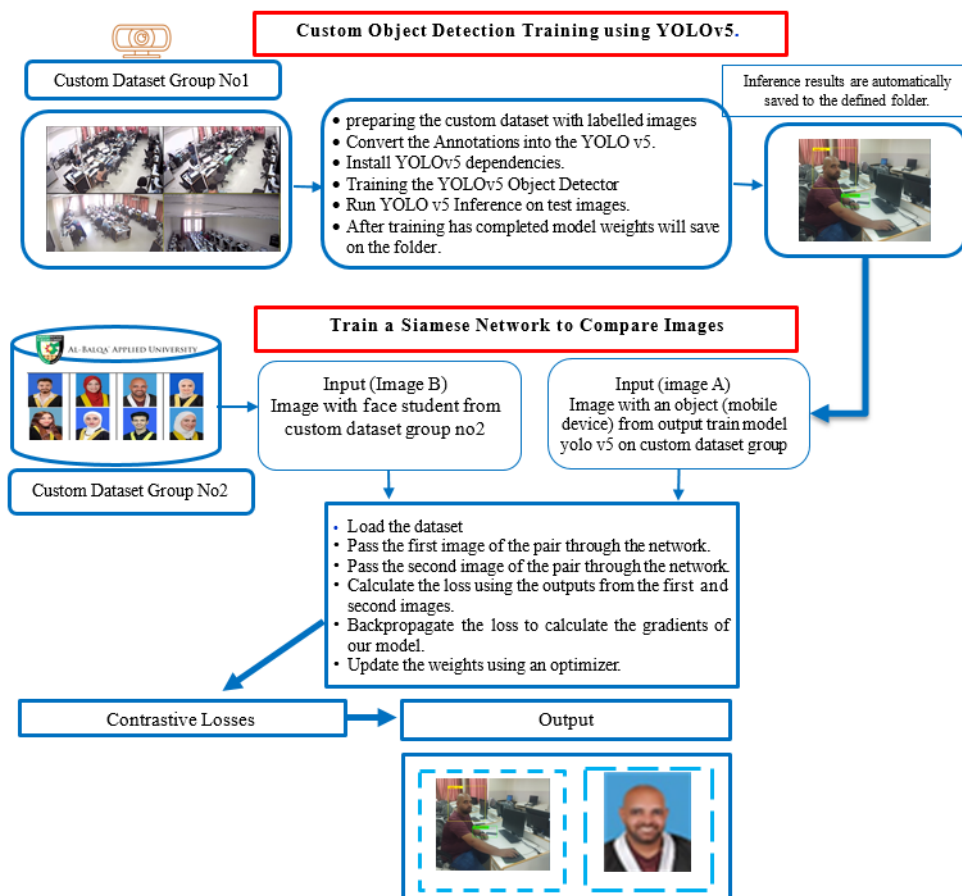 Custom Object Detection Training using YOLOv5.
Custom Dataset Group No1
Inference results are automatically
saved to the defined folder.
• preparing the custom dataset with labelled images
• Convert the Annotations into the YOLO v5.
• Install YOLOv5 dependencies.
• Training the YOLOv5 Object Detector
• Run YOLO v5 Inference on test images.
• After training has completed model weights will save
on the folder.
Train a Siamese Network to Compare Images
AL-BALQA' APPLIED UNIVERSITY
Input (Image B)
Image with face student from
custom dataset group no2
Input (image A)
Image with an object (mobile
device) from output train model
yolo v5 on custom dataset group
Custom Dataset Group No2
• Load the dataset
• Pass the first image of the pair through the network.
• Pass the second image of the pair through the network.
• Calculate the loss using the outputs from the first and
second images.
• Backpropagate the loss to calculate the gradients of
our model.
• Update the weights using an optimizer.
Contrastive Losses
Output